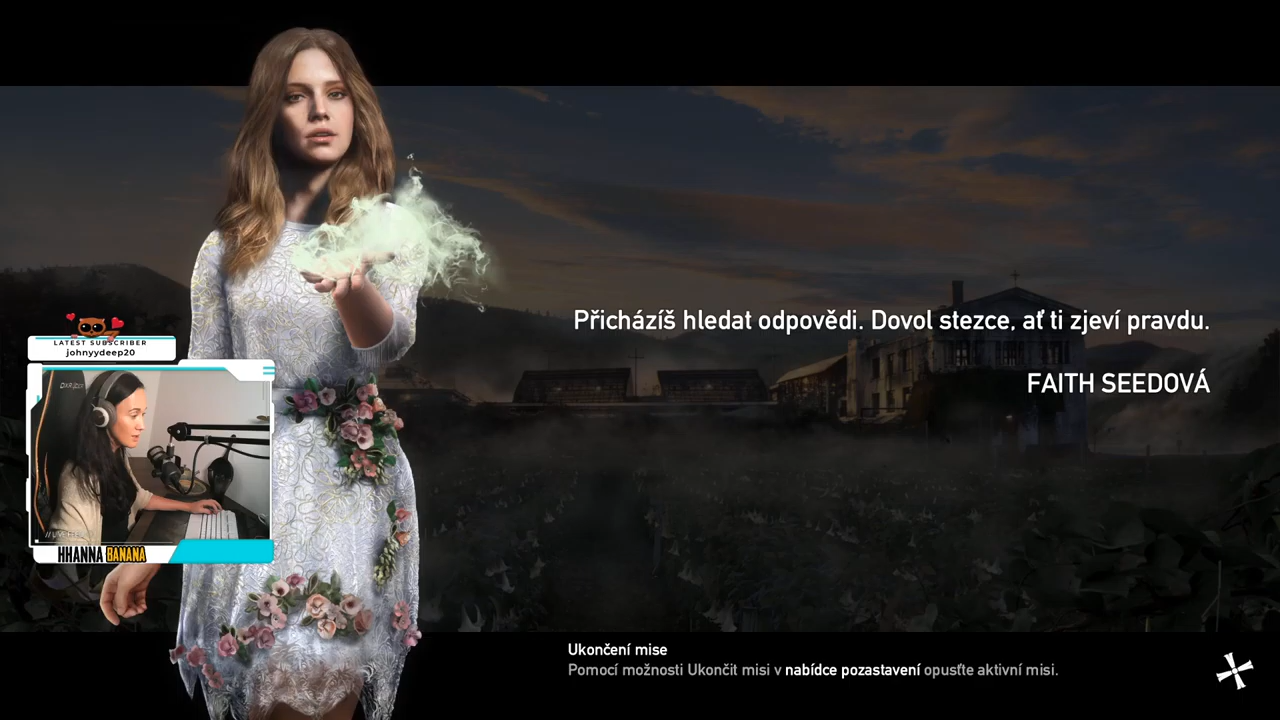 Přicházíš hledat odpovědi. Dovol stezce, ať ti zjeví pravdu.
FAITH SEEDOVÁ
LATEST SUBSCRIBER
johnyydeep20
HHANNA BANANA
Ukončení mise
Pomocí možnosti Ukončit misi v nabídce pozastavení opusťte aktivní misi.